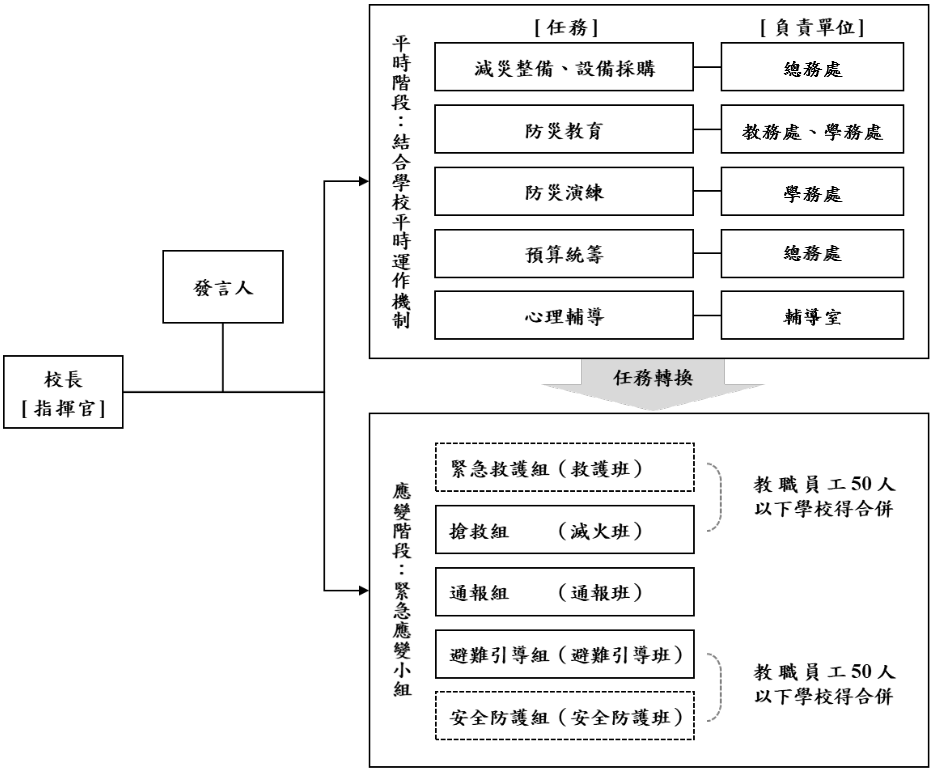 校長
[指揮官]
發言人
平時階段：結合學校平時運作機制
[任務]
[負責單位]
減災整備、設備採購
總務處
防災教育
教務處、學務處
防災演練
學務處
預算統籌
總務處
心理輔導
輔導室
任務轉換
應變階段：緊急應變小組
緊急救護組（救護班）
搶救組　　（滅火班）
教職員工50人
以下學校得合併
通報組　　（通報班）
避難引導組（避難引導班）
安全防護組（安全防護班）
教職員工50人
以下學校得合併